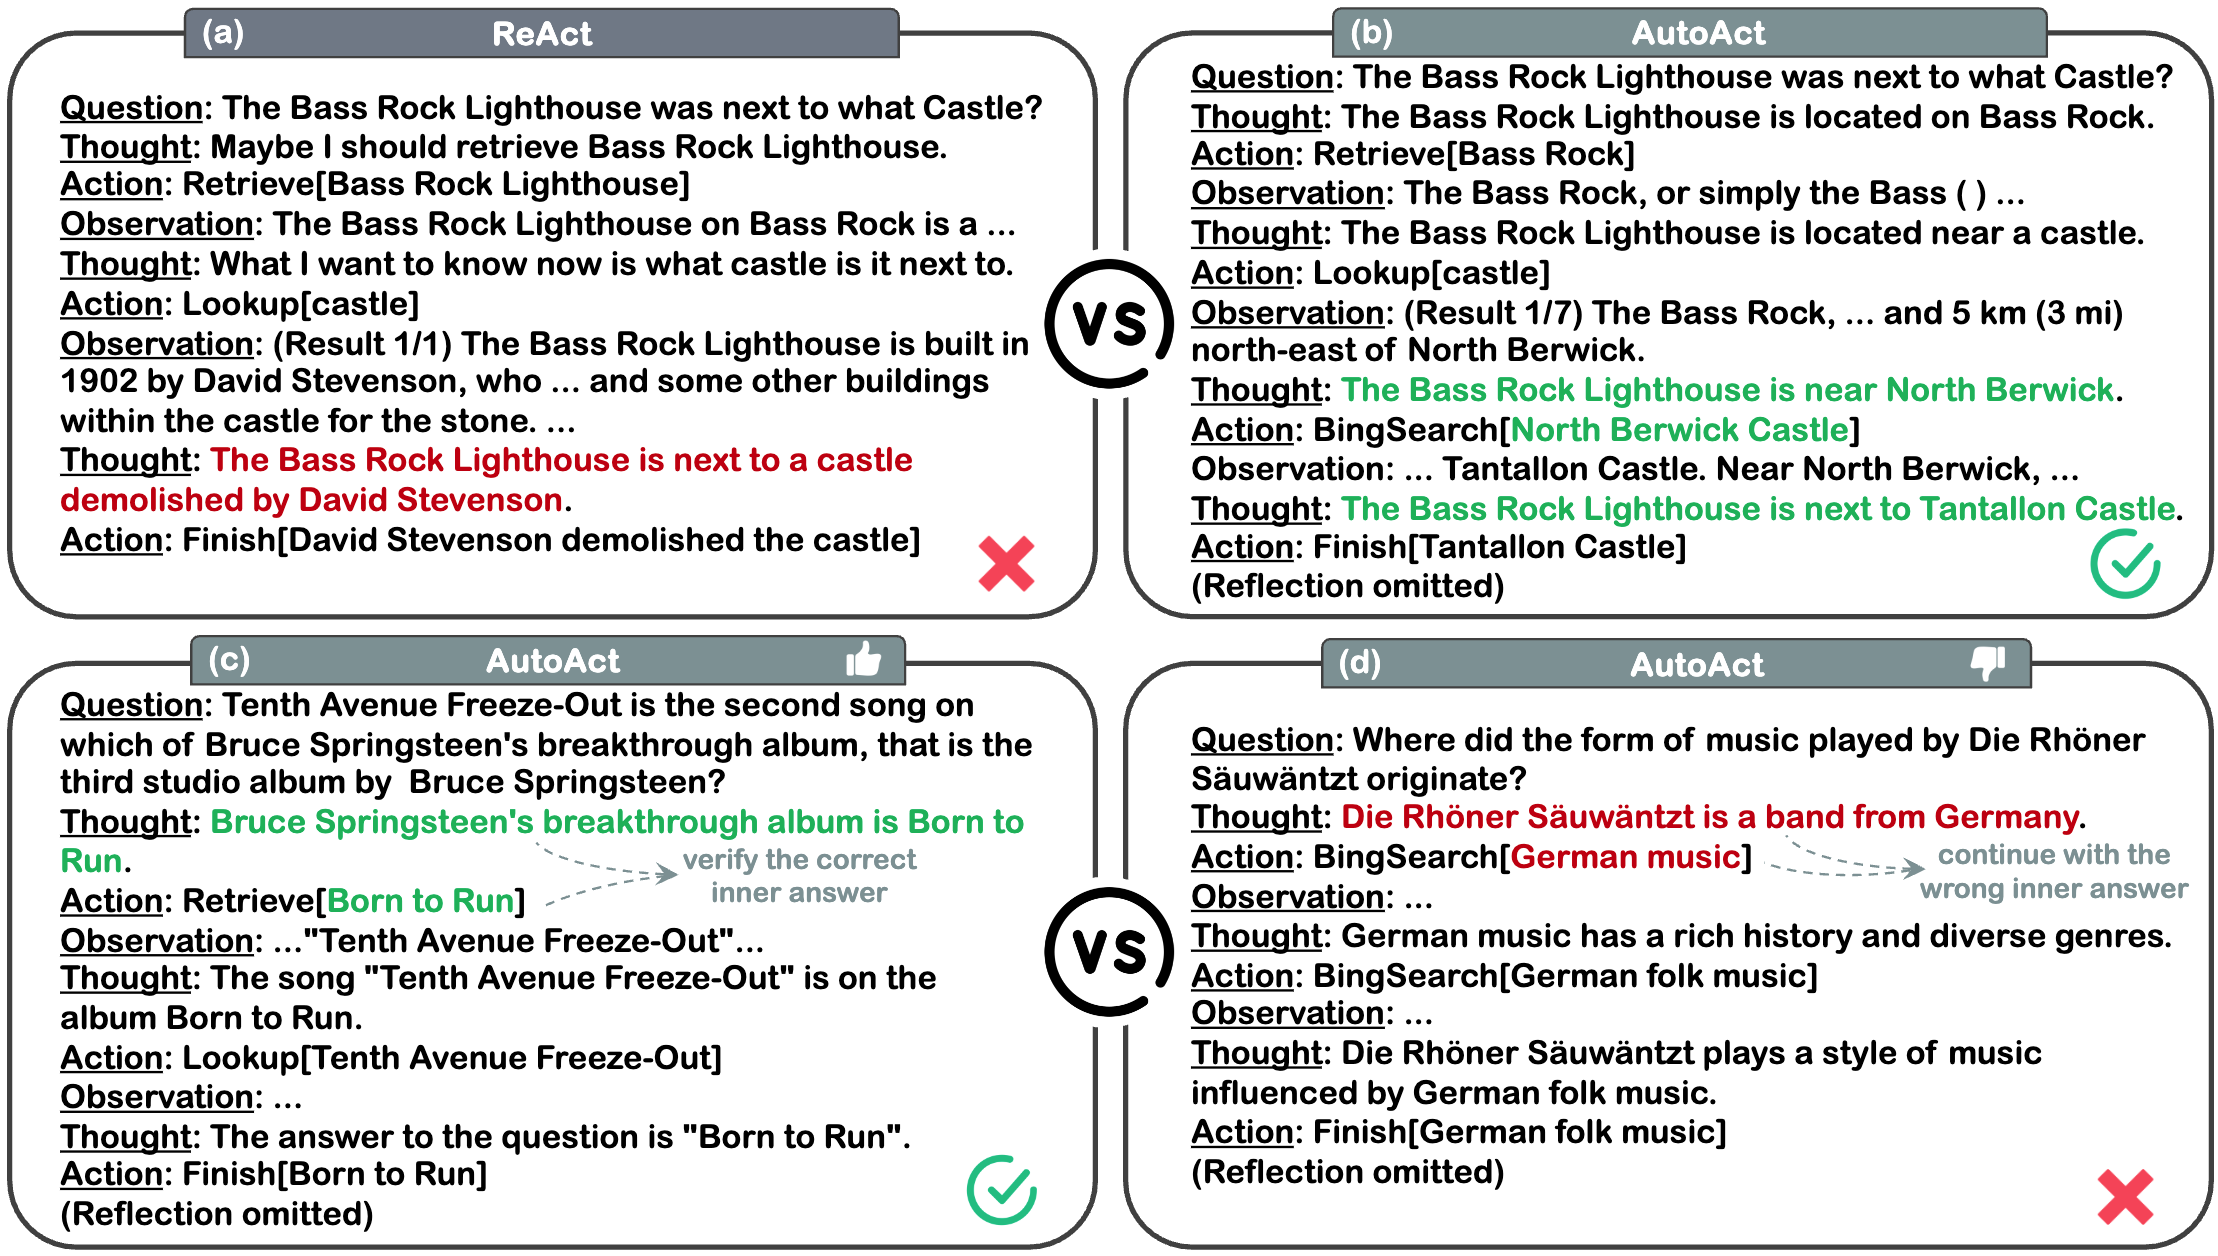 (a) ReAct
Question: The Bass Rock Lighthouse was next to what Castle?
Thought: Maybe I should retrieve Bass Rock Lighthouse.
Action: Retrieve[Bass Rock Lighthouse]
Observation: The Bass Rock Lighthouse on Bass Rock is a ...
Thought: What I want to know now is what castle is it next to.
Action: Lookup[castle]
Observation: (Result 1/1) The Bass Rock Lighthouse is built in
1902 by David Stevenson, who ... and some other buildings
within the castle for the stone. ...
Thought: The Bass Rock Lighthouse is next to a castle
demolished by David Stevenson.
Action: Finish[David Stevenson demolished the castle]
VS
(b) AutoAct
Question: The Bass Rock Lighthouse was next to what Castle?
Thought: The Bass Rock Lighthouse is located on Bass Rock.
Action: Retrieve[Bass Rock]
Observation: The Bass Rock, or simply the Bass ( ) ...
Thought: The Bass Rock Lighthouse is located near a castle.
Action: Lookup[castle]
Observation: (Result 1/7) The Bass Rock, ... and 5 km (3 mi)
north-east of North Berwick.
Thought: The Bass Rock Lighthouse is near North Berwick.
Action: BingSearch[North Berwick Castle]
Observation: ... Tantallon Castle. Near North Berwick, ...
Thought: The Bass Rock Lighthouse is next to Tantallon Castle.
Action: Finish[Tantallon Castle]
(Reflection omitted)
(c) AutoAct
Question: Tenth Avenue Freeze-Out is the second song on
which of Bruce Springsteen's breakthrough album, that is the
third studio album by Bruce Springsteen?
Thought: Bruce Springsteen's breakthrough album is Born to
Run.
verify the correct
inner answer
Action: Retrieve[Born to Run]
Observation: ..."Tenth Avenue Freeze-Out"...
Thought: The song "Tenth Avenue Freeze-Out" is on the
album Born to Run.
Action: Lookup[Tenth Avenue Freeze-Out]
Observation: ...
Thought: The answer to the question is "Born to Run".
Action: Finish[Born to Run]
(Reflection omitted)
VS
(d) AutoAct
Question: Where did the form of music played by Die Rhöner
Säuwäntzt originate?
Thought: Die Rhöner Säuwäntzt is a band from Germany.
Action: BingSearch[German music]
continue with the
wrong inner answer
Observation: ...
Thought: German music has a rich history and diverse genres.
Action: BingSearch[German folk music]
Observation: ...
Thought: Die Rhöner Säuwäntzt plays a style of music
influenced by German folk music.
Action: Finish[German folk music]
(Reflection omitted)